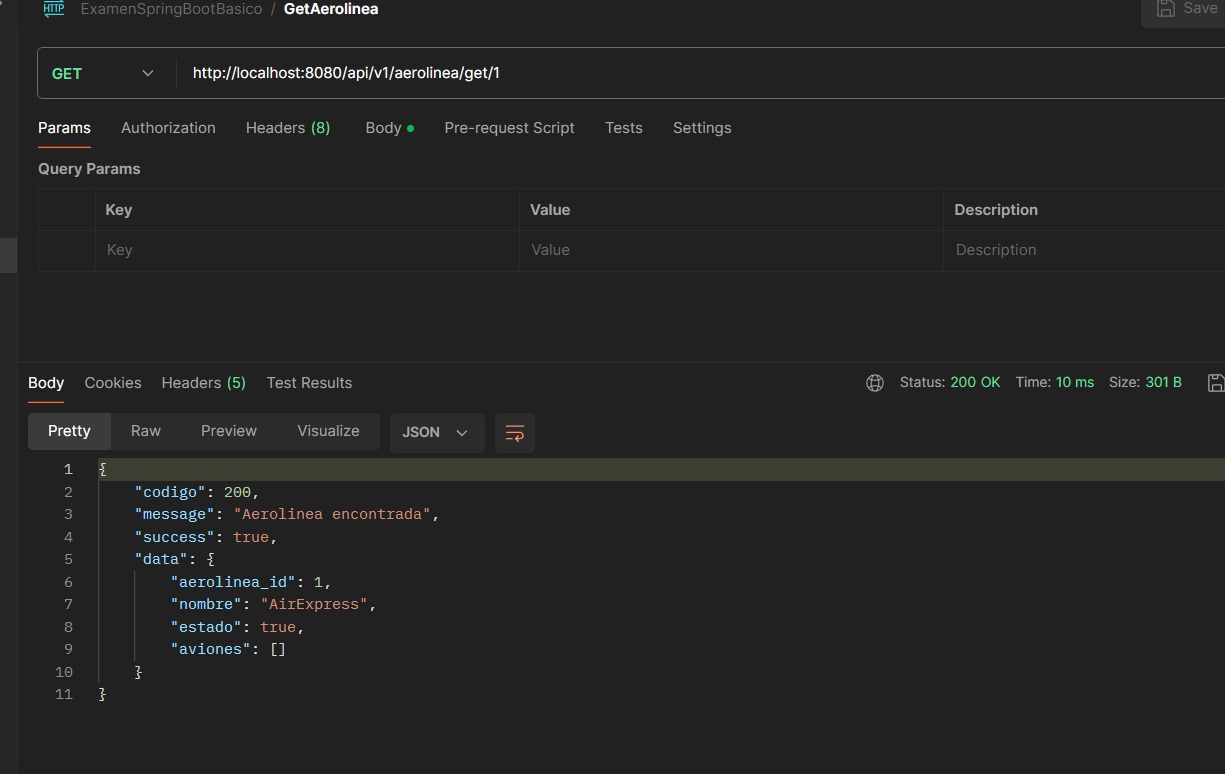 HTTP ExamenSpringBootBasico / GetAerolinea Save
GET http://localhost:8080/api/v1/aerolinea/get/1
Params Authorization Headers (8) Body Pre-request Script Tests Settings
Query Params
Key Value Description
Key Value Description
Body Cookies Headers (5) Test Results Status: 200 OK Time: 10 ms Size: 301 B
Pretty Raw Preview Visualize JSON
1 {
2 "codigo": 200,
3 "message": "Aerolinea encontrada",
4 "success": true,
5 "data": {
6 "aerolinea_id": 1,
7 "nombre": "AirExpress",
8 "estado": true,
9 "aviones": []
10 }
11 }